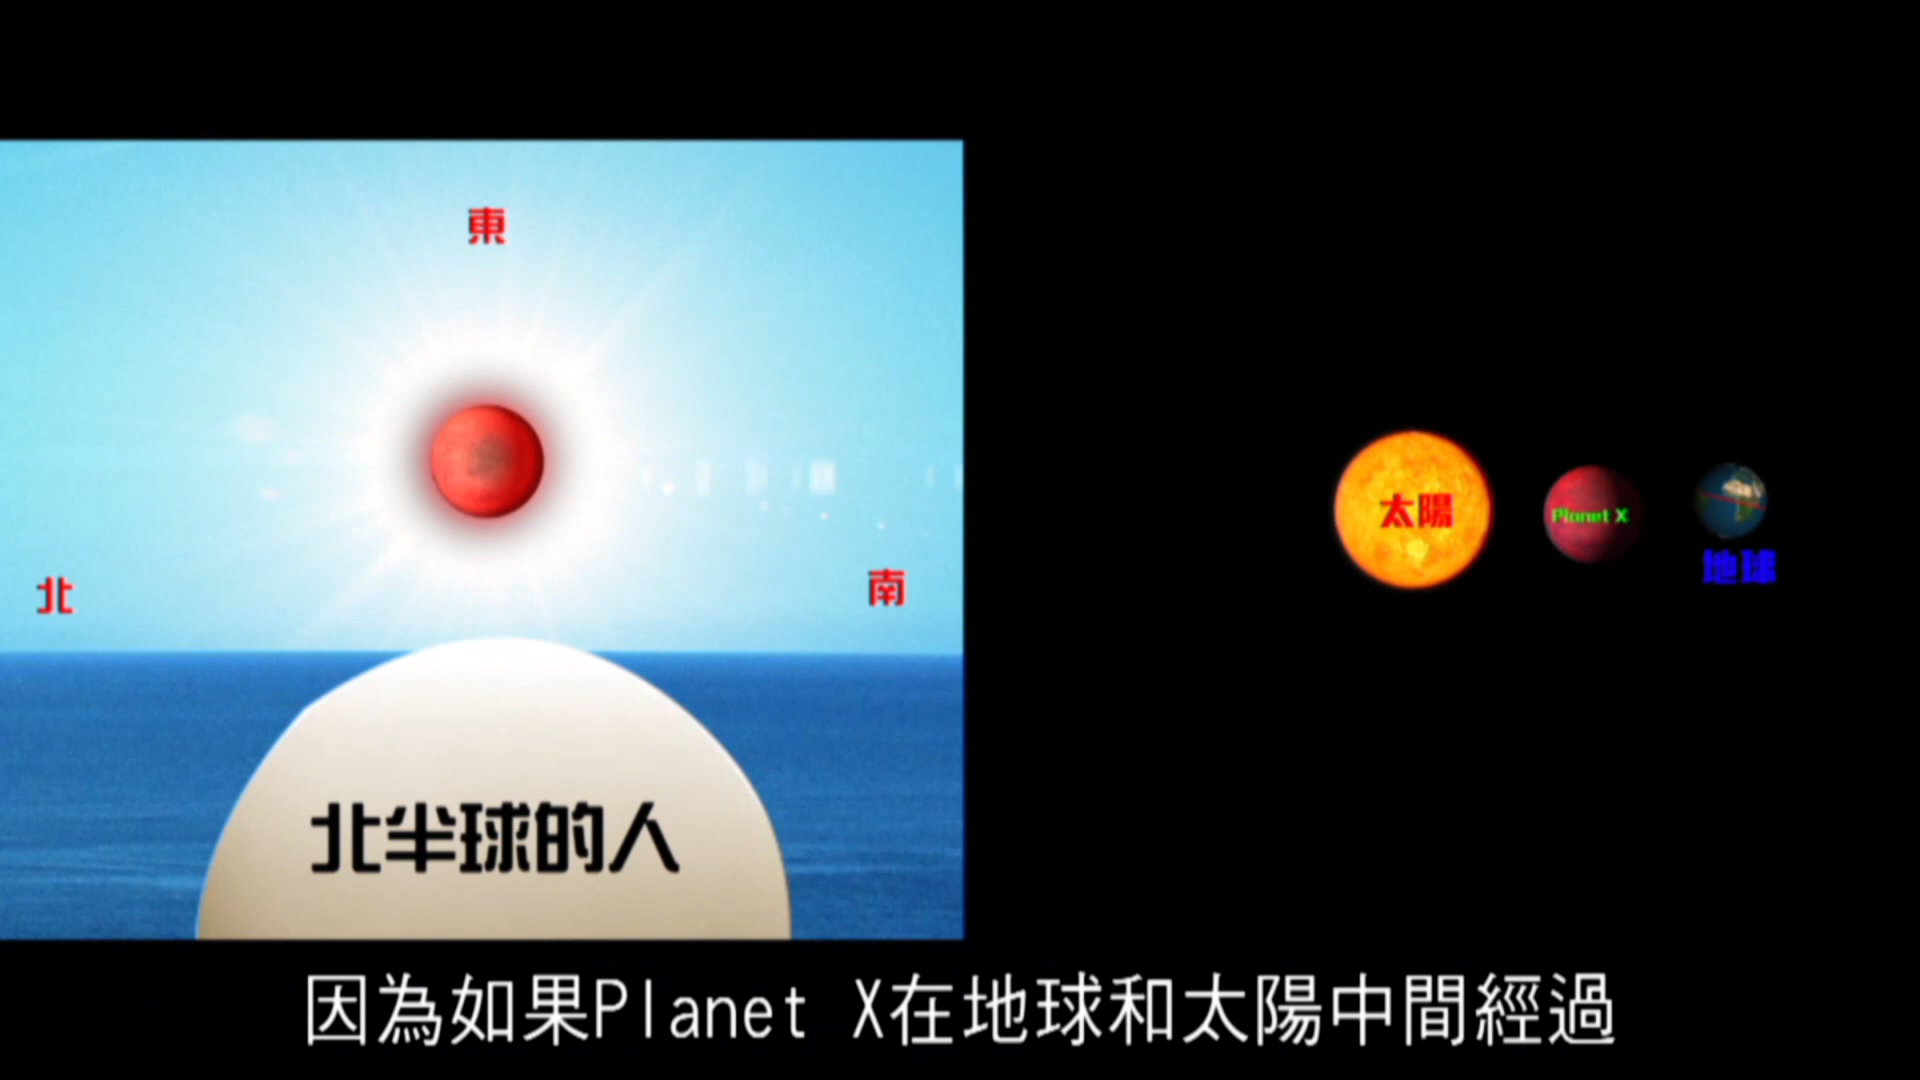 東
北
南
北半球的人
太陽
Planet X
地球
因為如果Planet X在地球和太陽中間經過